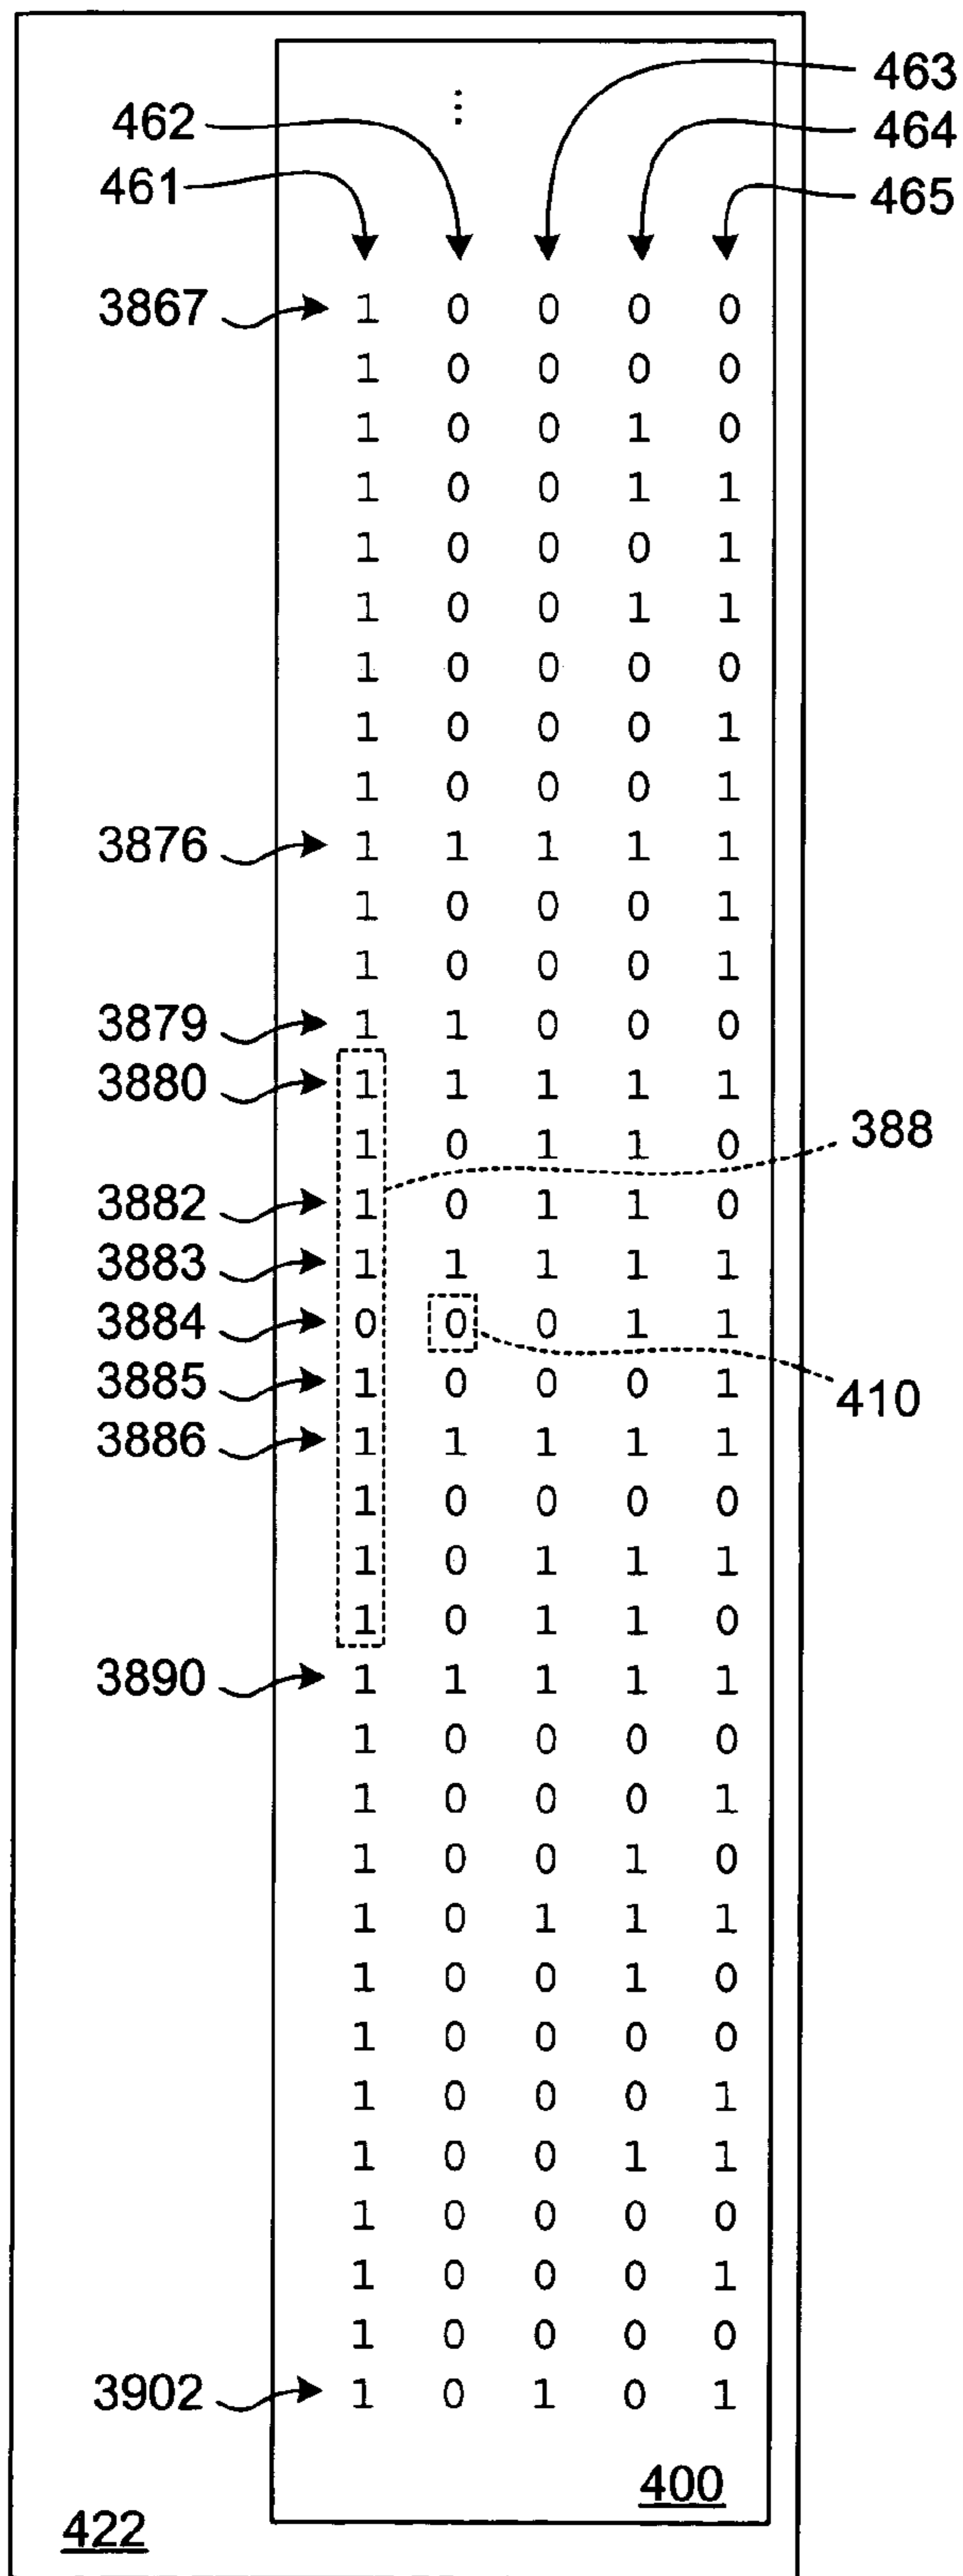 463
⋮
462
464
461
465
3867 1 0 0 0 0
1 0 0 0 0
1 0 0 1 0
1 0 0 1 1
1 0 0 0 1
1 0 0 1 1
1 0 0 0 0
1 0 0 0 1
1 0 0 0 1
3876 1 1 1 1 1
1 0 0 0 1
1 0 0 0 1
3879 1 1 0 0 0
3880 1 1 1 1 1
1 0 1 1 0 388
3882 1 0 1 1 0
3883 1 1 1 1 1
3884 0 0 0 1 1
3885 1 0 0 0 1 410
3886 1 1 1 1 1
1 0 0 0 0
1 0 1 1 1
1 0 1 1 0
3890 1 1 1 1 1
1 0 0 0 0
1 0 0 0 1
1 0 0 1 0
1 0 1 1 1
1 0 0 1 0
1 0 0 0 0
1 0 0 0 1
1 0 0 1 1
1 0 0 0 0
1 0 0 0 1
1 0 0 0 0
3902 1 0 1 0 1
400
422